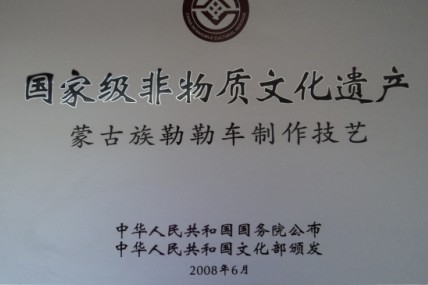 国家级非物质文化遗产
蒙古族勒勒车制作技艺
中华人民共和国国务院公布
中华人民共和国文化部颁发
2008年6月